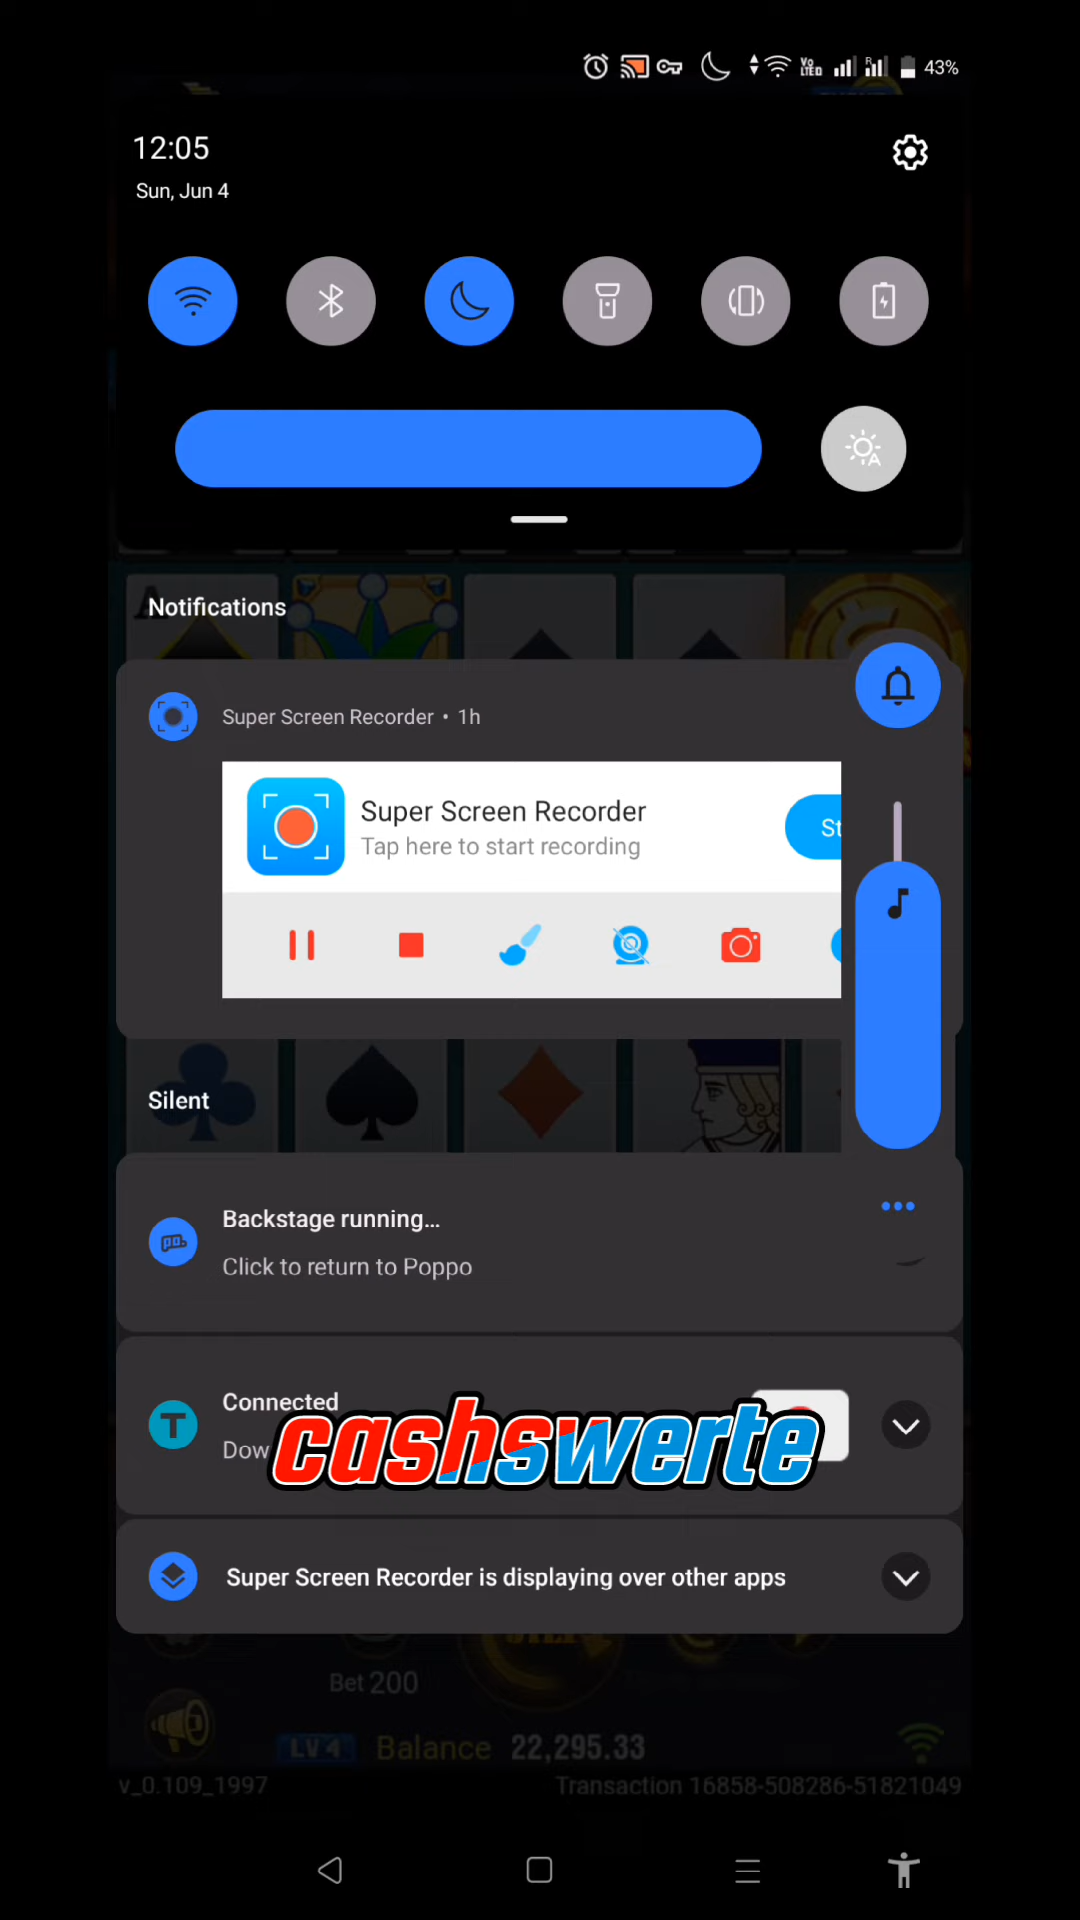 43%
12:05
Sun, Jun 4
Notifications
Super Screen Recorder • 1h
Super Screen Recorder
Tap here to start recording
St
Silent
Backstage running...
Click to return to Poppo
Connected
Dow
cashswerte
Super Screen Recorder is displaying over other apps
Bet 200
LV 4 Balance 22,295.33
v_0.109_1997 Transaction 16858-508286-51821049